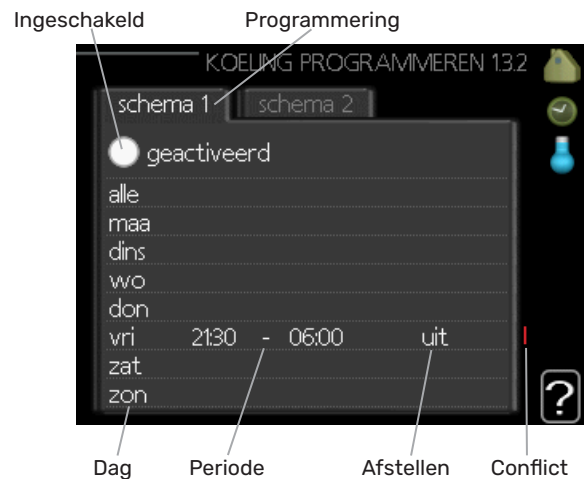 Ingeschakeld Programmering
KOELING PROGRAMMEREN 1.3.2
schema 1 schema 2
geactiveerd
alle
maa
dins
wo
don
vri 21:30 - 06:00 uit
zat
zon
?
Dag Periode Afstellen Conflict